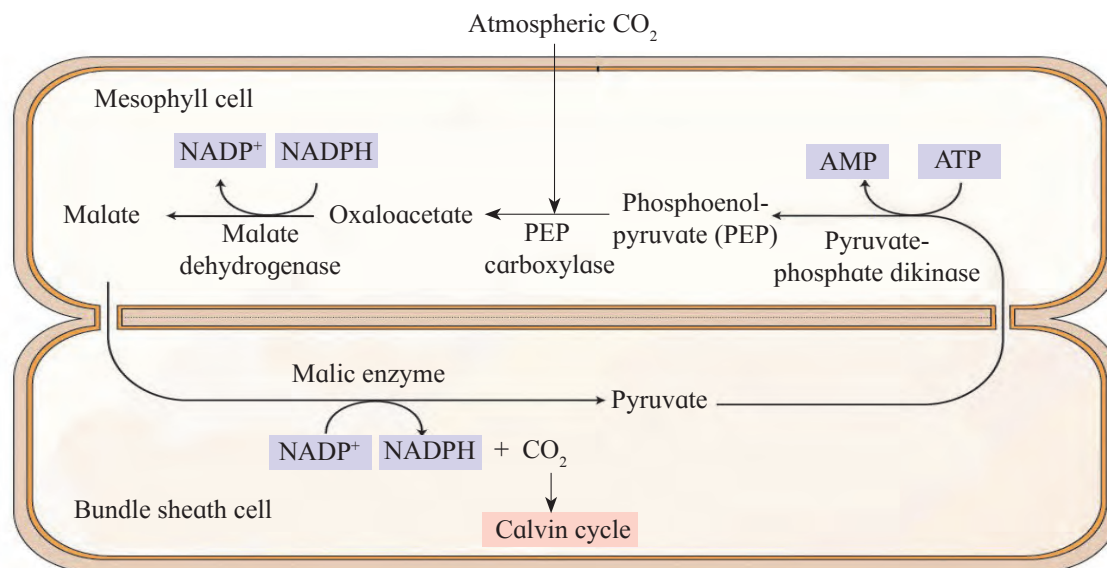 Atmospheric CO₂
Mesophyll cell
NADP⁺ NADPH
AMP ATP
Malate
Oxaloacetate
Phosphoenol-
pyruvate (PEP)
Malate
dehydrogenase
PEP
carboxylase
Pyruvate-
phosphate dikinase
Malic enzyme
Pyruvate
NADP⁺ NADPH + CO₂
Bundle sheath cell
Calvin cycle